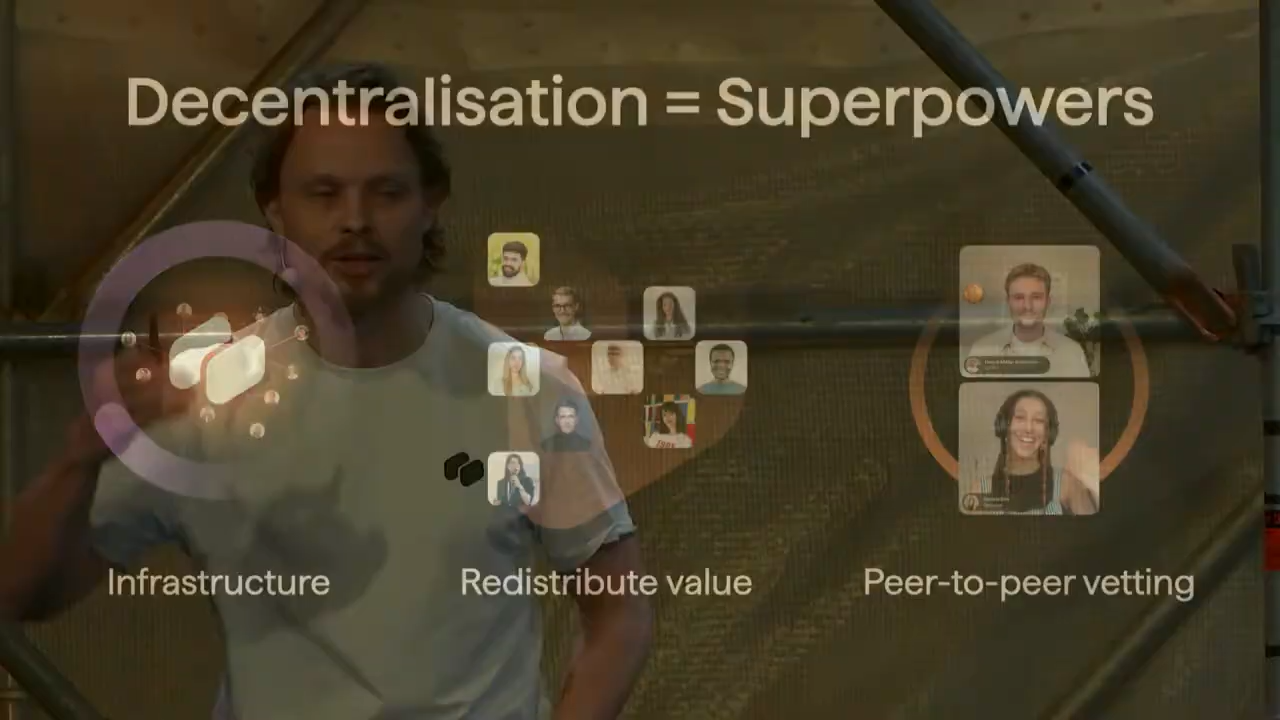 Decentralisation = Superpowers
Infrastructure
Redistribute value
Peer-to-peer vetting